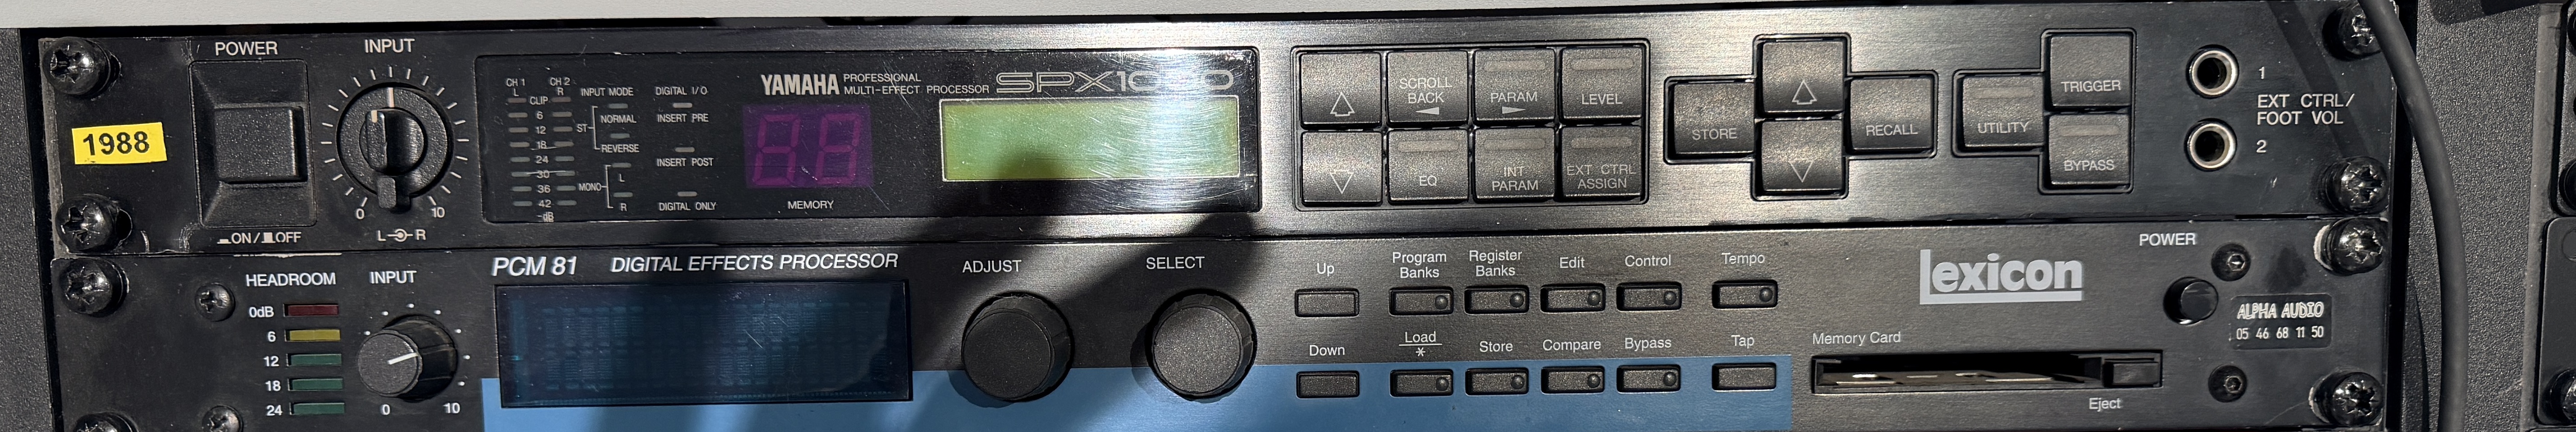 POWER
INPUT
1988
0 10
L R
ON/ OFF
CH 1 CH 2
L R
CLIP
6
12
18
24
30
36
42
-dB
INPUT MODE
ST
NORMAL
REVERSE
MONO
L
R
DIGITAL I/O
INSERT PRE
INSERT POST
DIGITAL ONLY
YAMAHA PROFESSIONAL
MULTI-EFFECT PROCESSOR
88
MEMORY
SCROLL
BACK
PARAM
LEVEL
EQ
INT
PARAM
EXT CTRL
ASSIGN
STORE
RECALL
UTILITY
TRIGGER
BYPASS
1
EXT CTRL/
FOOT VOL
2
HEADROOM
0dB
6
12
18
24
INPUT
0 10
PCM 81 DIGITAL EFFECTS PROCESSOR
ADJUST
SELECT
Up
Program
Banks
Register
Banks
Edit
Control
Tempo
Down
Load
*
Store
Compare
Bypass
Tap
lexicon
POWER
Memory Card
Eject
ALPHA AUDIO
05 46 68 11 50